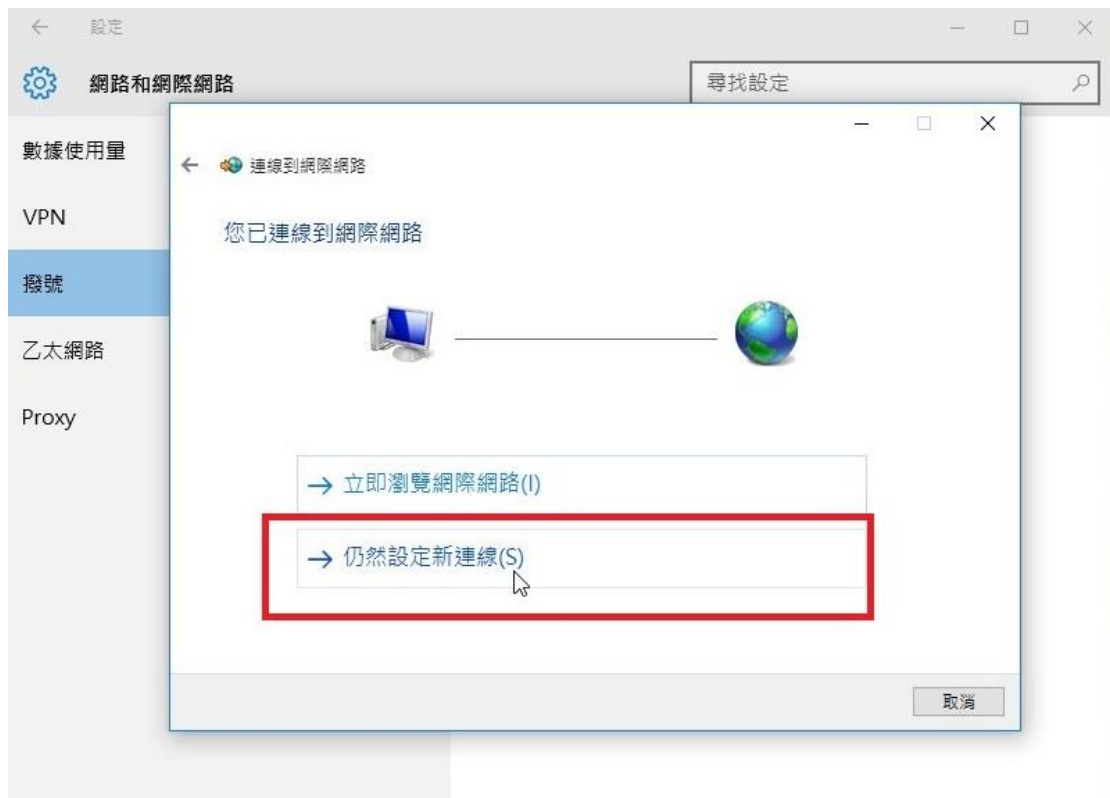 設定
網路和網際網路
尋找設定
數據使用量
VPN
撥號
乙太網路
Proxy
連線到網際網路
您已連線到網際網路
立即瀏覽網際網路(I)
仍然設定新連線(S)
取消